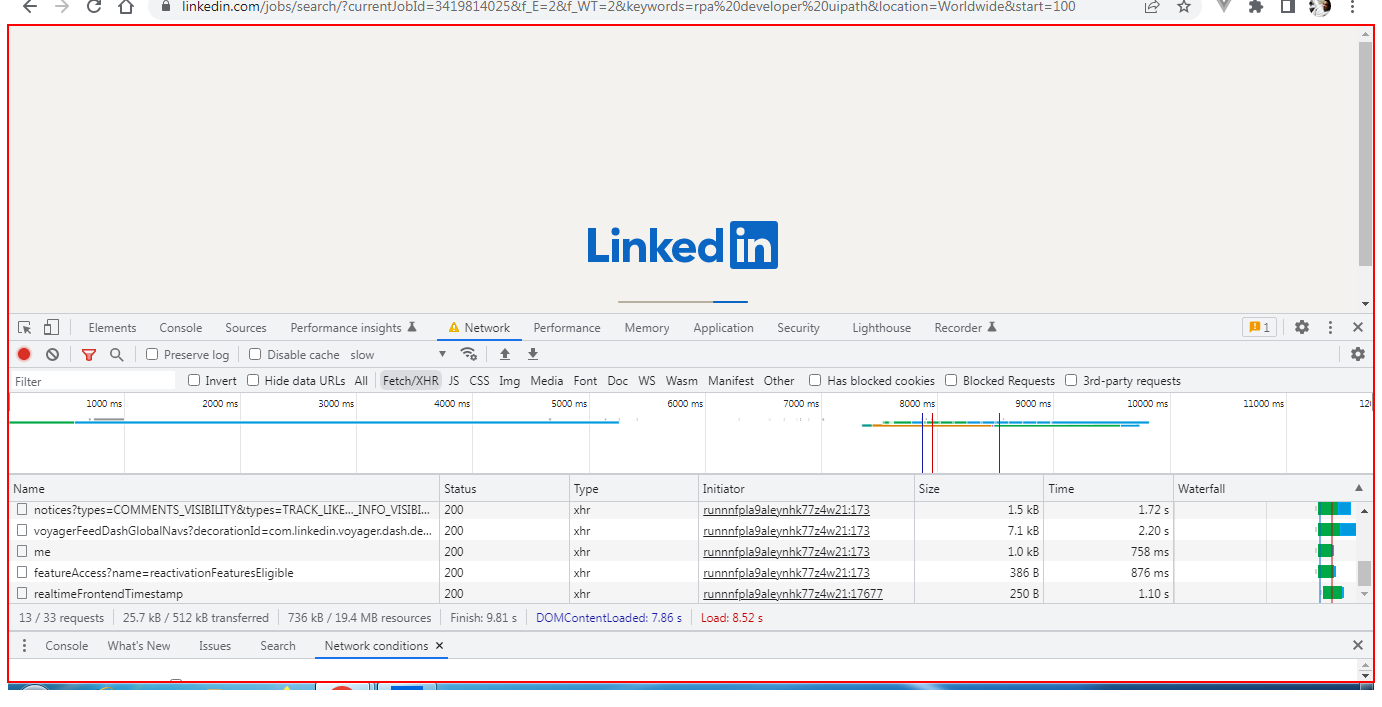 linkedin.com/jobs/search/?currentJobId=3419814025&f_E=2&f_WT=2&keywords=rpa%20developer%20uipath&location=Worldwide&start=100
Linked in
Elements Console Sources Performance insights Network Performance Memory Application Security Lighthouse Recorder 1
Preserve log Disable cache slow
Filter Invert Hide data URLs All Fetch/XHR JS CSS Img Media Font Doc WS Wasm Manifest Other Has blocked cookies Blocked Requests 3rd-party requests
1000 ms 2000 ms 3000 ms 4000 ms 5000 ms 6000 ms 7000 ms 8000 ms 9000 ms 10000 ms 11000 ms 12
Name Status Type Initiator Size Time Waterfall
notices?types=COMMENTS_VISIBILITY&types=TRACK_LIKE..._INFO_VISIBI... 200 xhr runnnfpla9aleynhk77z4w21:173 1.5 kB 1.72 s
voyagerFeedDashGlobalNavs?decorationId=com.linkedin.voyager.dash.de... 200 xhr runnnfpla9aleynhk77z4w21:173 7.1 kB 2.20 s
me 200 xhr runnnfpla9aleynhk77z4w21:173 1.0 kB 758 ms
featureAccess?name=reactivationFeaturesEligible 200 xhr runnnfpla9aleynhk77z4w21:173 386 B 876 ms
realtimeFrontendTimestamp 200 xhr runnnfpla9aleynhk77z4w21:17677 250 B 1.10 s
13 / 33 requests 25.7 kB / 512 kB transferred 736 kB / 19.4 MB resources Finish: 9.81 s DOMContentLoaded: 7.86 s Load: 8.52 s
Console What's New Issues Search Network conditions